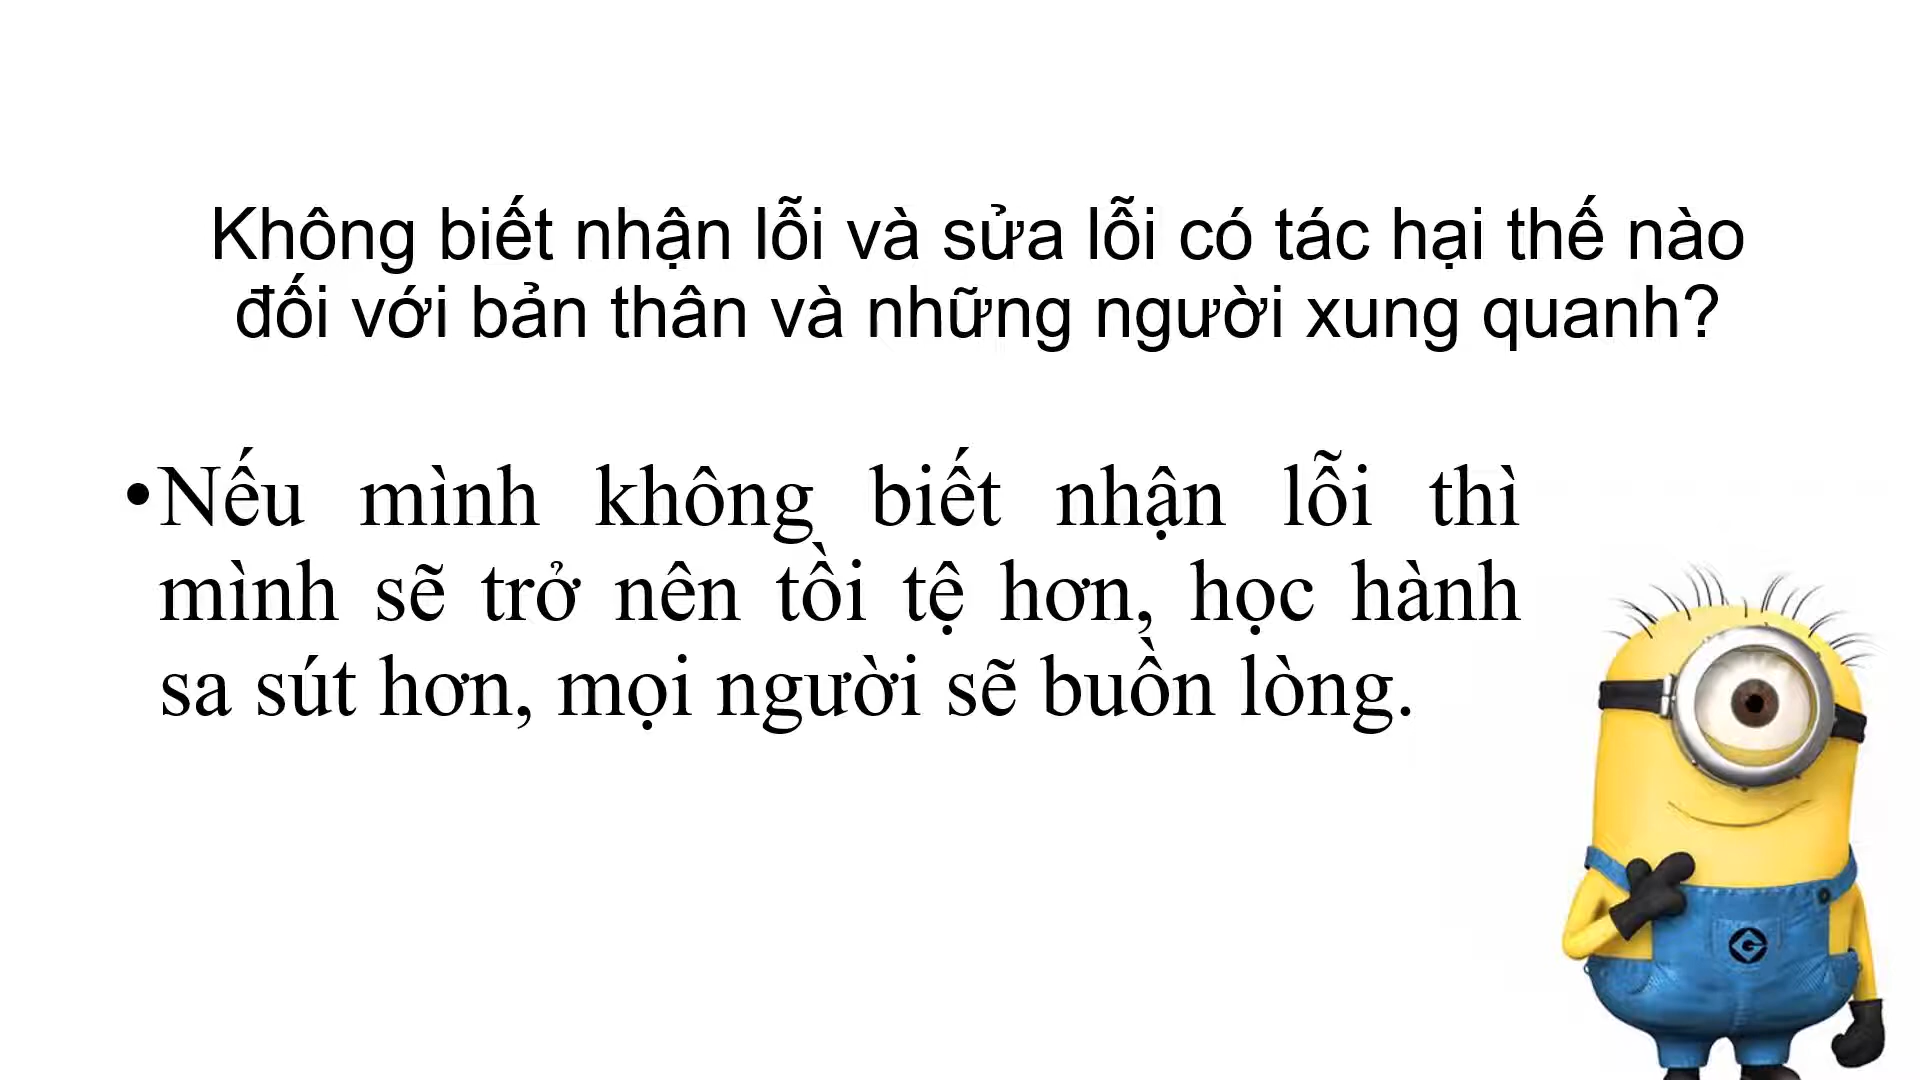 Không biết nhận lỗi và sửa lỗi có tác hại thế nào
đối với bản thân và những người xung quanh?
•Nếu mình không biết nhận lỗi thì
mình sẽ trở nên tồi tệ hơn, học hành
sa sút hơn, mọi người sẽ buồn lòng.